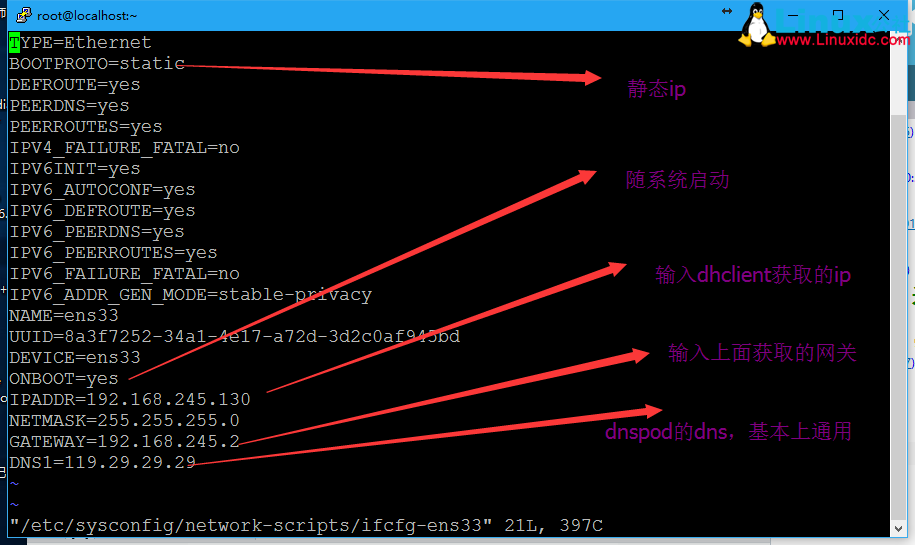 root@localhost:~
Linux
www.Linuxidc.com
TYPE=Ethernet
BOOTPROTO=static
静态ip
DEFROUTE=yes
PEERDNS=yes
PEERROUTES=yes
IPV4_FAILURE_FATAL=no
IPV6INIT=yes
随系统启动
IPV6_AUTOCONF=yes
IPV6_DEFROUTE=yes
IPV6_PEERDNS=yes
IPV6_PEERROUTES=yes
IPV6_FAILURE_FATAL=no
输入dhclient获取的ip
IPV6_ADDR_GEN_MODE=stable-privacy
NAME=ens33
UUID=8a3f7252-34a1-4e17-a72d-3d2c0af945bd
DEVICE=ens33
输入上面获取的网关
ONBOOT=yes
IPADDR=192.168.245.130
NETMASK=255.255.255.0
GATEWAY=192.168.245.2
dnspod的dns，基本上通用
DNS1=119.29.29.29
~
~
"/etc/sysconfig/network-scripts/ifcfg-ens33" 21L, 397C